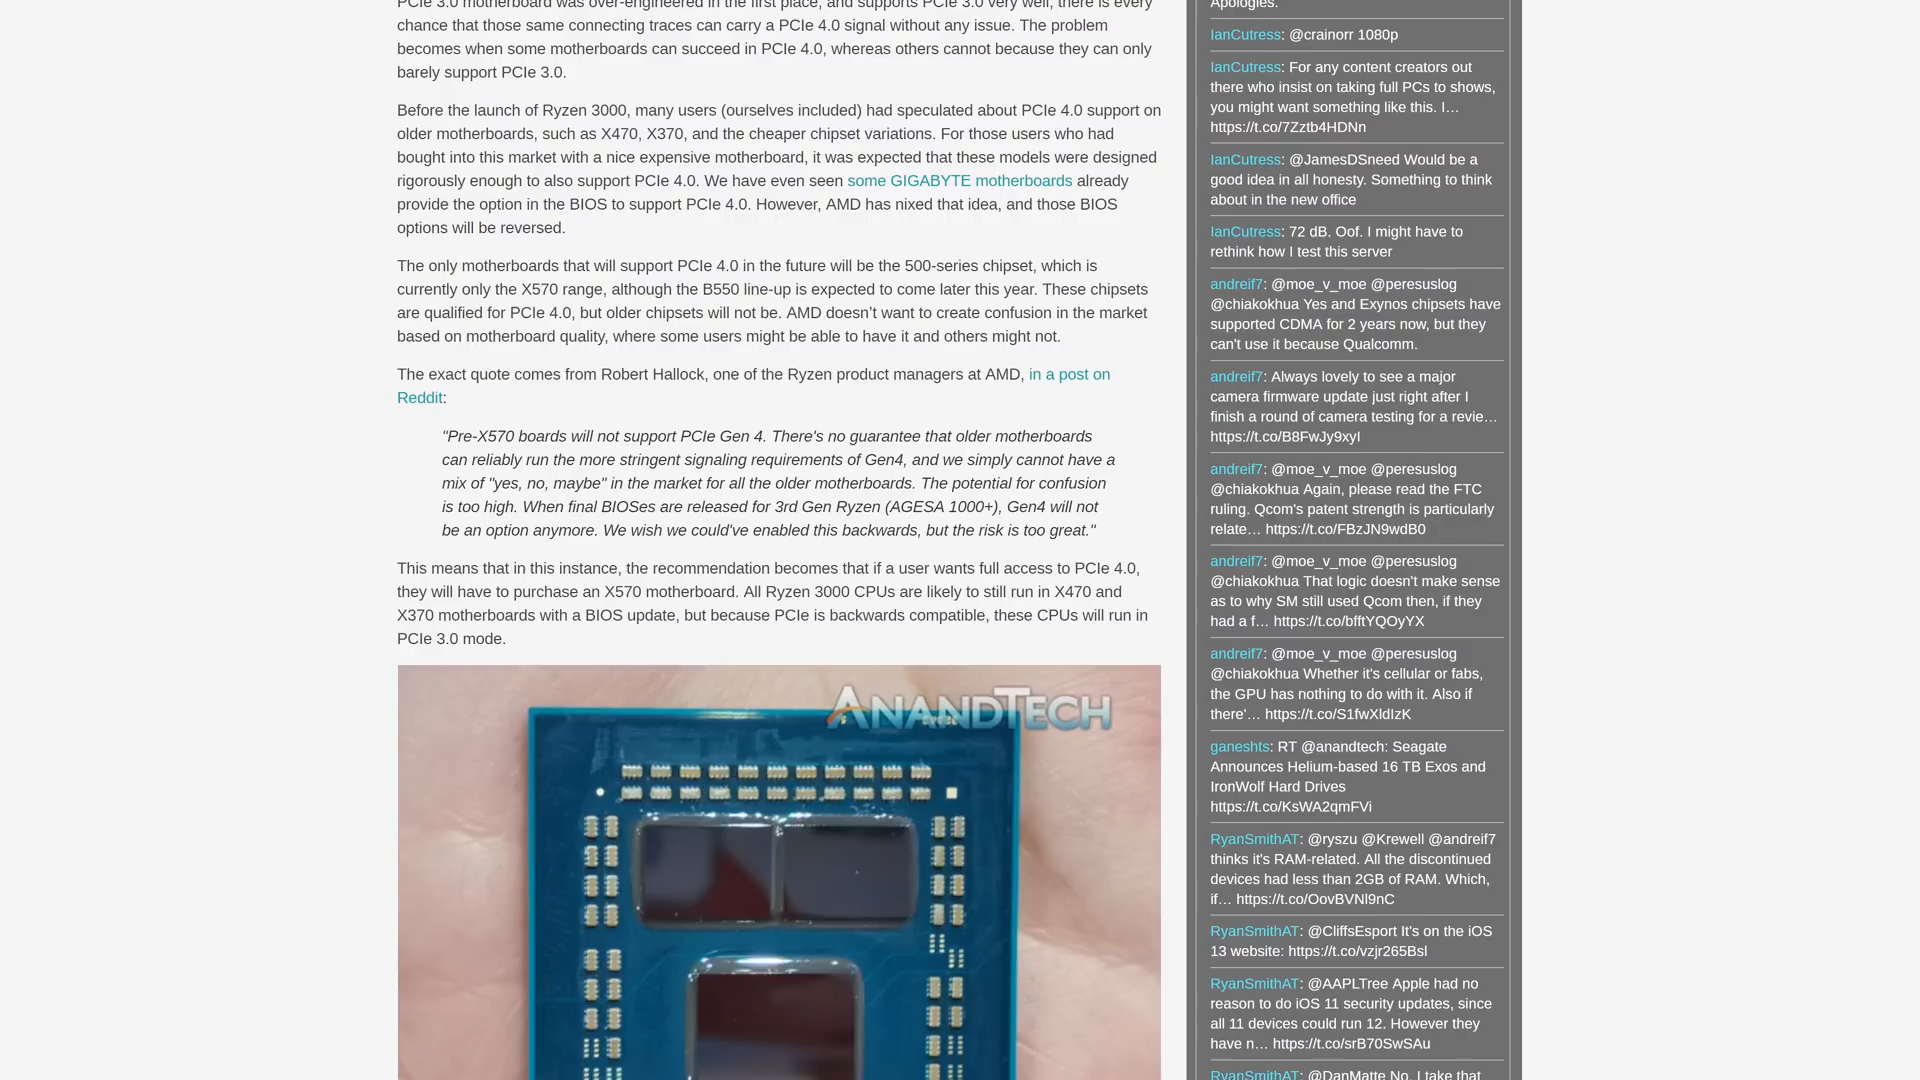 PCIe 3.0 motherboard was over-engineered in the first place, and supports PCIe 3.0 very well, there is every
chance that those same connecting traces can carry a PCIe 4.0 signal without any issue. The problem
becomes when some motherboards can succeed in PCIe 4.0, whereas others cannot because they can only
barely support PCIe 3.0.
Before the launch of Ryzen 3000, many users (ourselves included) had speculated about PCIe 4.0 support on
older motherboards, such as X470, X370, and the cheaper chipset variations. For those users who had
bought into this market with a nice expensive motherboard, it was expected that these models were designed
rigorously enough to also support PCIe 4.0. We have even seen some GIGABYTE motherboards already
provide the option in the BIOS to support PCIe 4.0. However, AMD has nixed that idea, and those BIOS
options will be reversed.
The only motherboards that will support PCIe 4.0 in the future will be the 500-series chipset, which is
currently only the X570 range, although the B550 line-up is expected to come later this year. These chipsets
are qualified for PCIe 4.0, but older chipsets will not be. AMD doesn’t want to create confusion in the market
based on motherboard quality, where some users might be able to have it and others might not.
The exact quote comes from Robert Hallock, one of the Ryzen product managers at AMD, in a post on
Reddit:
"Pre-X570 boards will not support PCIe Gen 4. There's no guarantee that older motherboards
can reliably run the more stringent signaling requirements of Gen4, and we simply cannot have a
mix of "yes, no, maybe" in the market for all the older motherboards. The potential for confusion
is too high. When final BIOSes are released for 3rd Gen Ryzen (AGESA 1000+), Gen4 will not
be an option anymore. We wish we could've enabled this backwards, but the risk is too great."
This means that in this instance, the recommendation becomes that if a user wants full access to PCIe 4.0,
they will have to purchase an X570 motherboard. All Ryzen 3000 CPUs are likely to still run in X470 and
X370 motherboards with a BIOS update, but because PCIe is backwards compatible, these CPUs will run in
PCIe 3.0 mode.
ANANDTECH
Apologies.
IanCutress: @crainorr 1080p
IanCutress: For any content creators out
there who insist on taking full PCs to shows,
you might want something like this. I…
https://t.co/7Zztb4HDNn
IanCutress: @JamesDSneed Would be a
good idea in all honesty. Something to think
about in the new office
IanCutress: 72 dB. Oof. I might have to
rethink how I test this server
andreif7: @moe_v_moe @peresuslog
@chiakokhua Yes and Exynos chipsets have
supported CDMA for 2 years now, but they
can't use it because Qualcomm.
andreif7: Always lovely to see a major
camera firmware update just right after I
finish a round of camera testing for a revie…
https://t.co/B8FwJy9xyI
andreif7: @moe_v_moe @peresuslog
@chiakokhua Again, please read the FTC
ruling. Qcom's patent strength is particularly
relate… https://t.co/FBzJN9wdB0
andreif7: @moe_v_moe @peresuslog
@chiakokhua That logic doesn't make sense
as to why SM still used Qcom then, if they
had a f… https://t.co/bfftYQOyYX
andreif7: @moe_v_moe @peresuslog
@chiakokhua Whether it's cellular or fabs,
the GPU has nothing to do with it. Also if
there'… https://t.co/S1fwXldIzK
ganeshts: RT @anandtech: Seagate
Announces Helium-based 16 TB Exos and
IronWolf Hard Drives
https://t.co/KsWA2qmFVi
RyanSmithAT: @ryszu @Krewell @andreif7
thinks it's RAM-related. All the discontinued
devices had less than 2GB of RAM. Which,
if… https://t.co/OovBVNl9nC
RyanSmithAT: @CliffsEsport It's on the iOS
13 website: https://t.co/vzjr265Bsl
RyanSmithAT: @AAPLTree Apple had no
reason to do iOS 11 security updates, since
all 11 devices could run 12. However they
have n… https://t.co/srB70SwSAu
RyanSmithAT: @DanMatte No. I take that